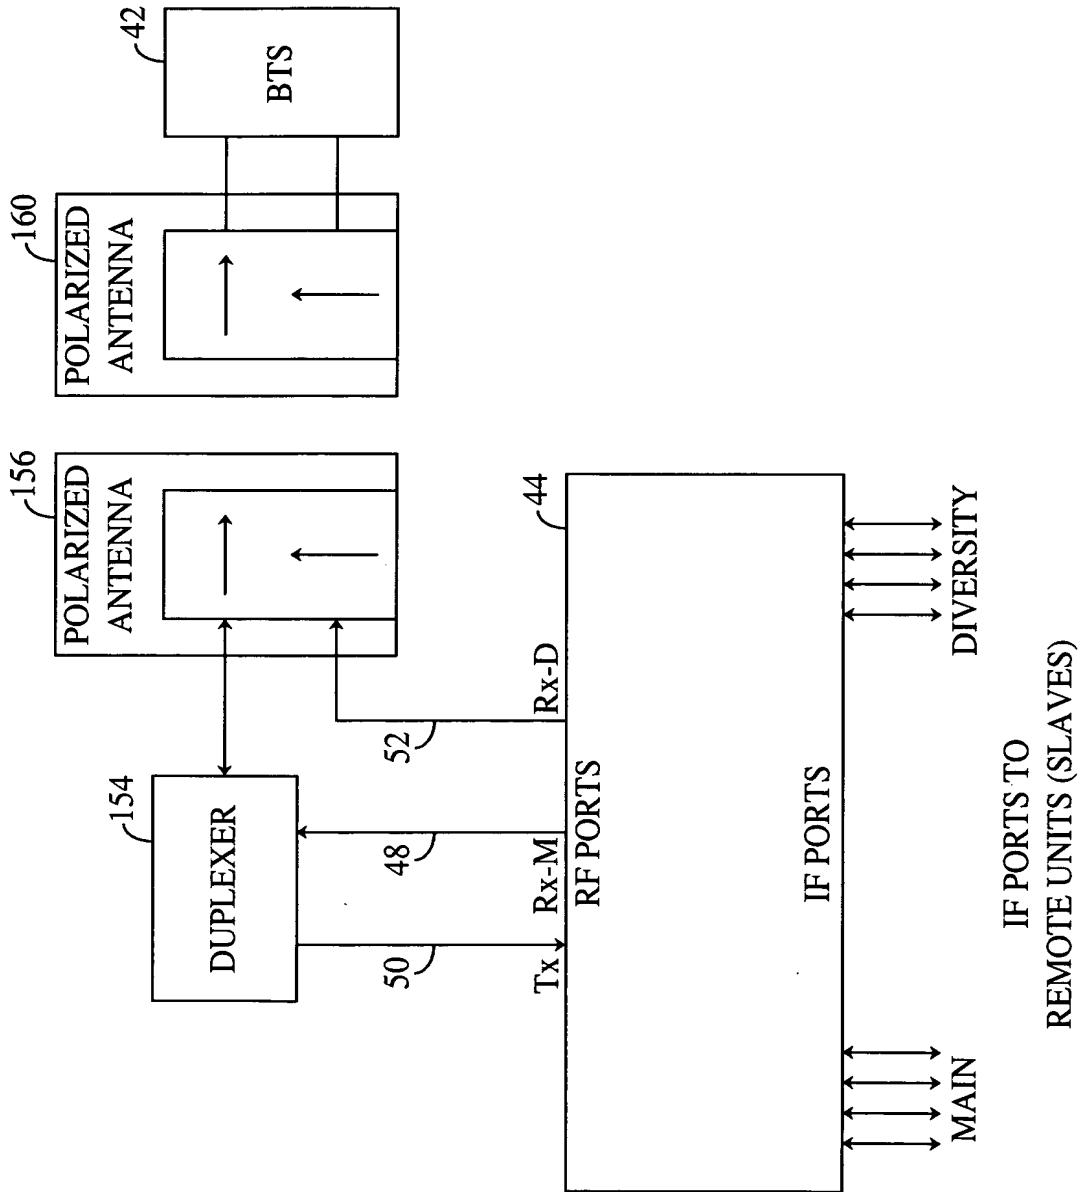 160
POLARIZED
ANTENNA
42
BTS
156
POLARIZED
ANTENNA
154
DUPLEXER
52
48
50
Tx
Rx-M
Rx-D
44
RF PORTS
IF PORTS
MAIN
DIVERSITY
IF PORTS TO
REMOTE UNITS (SLAVES)